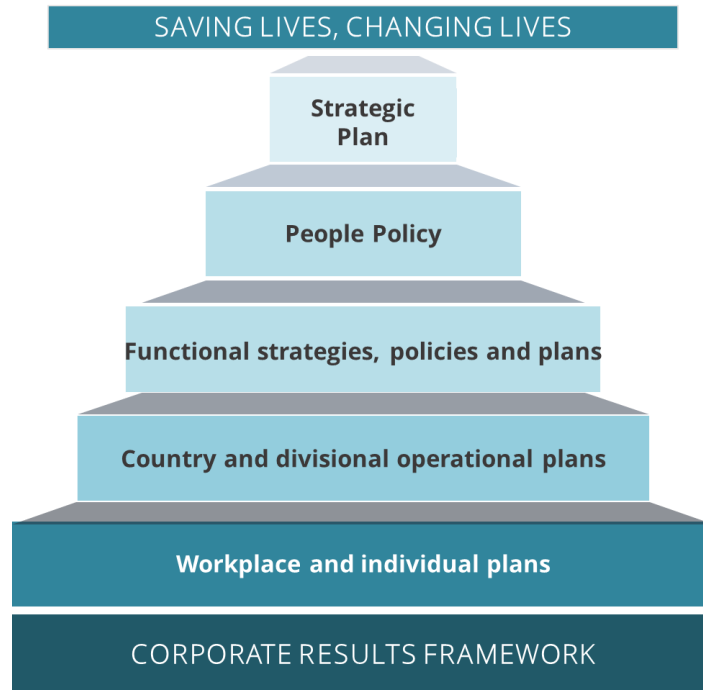 SAVING LIVES, CHANGING LIVES
Strategic
Plan
People Policy
Functional strategies, policies and plans
Country and divisional operational plans
Workplace and individual plans
CORPORATE RESULTS FRAMEWORK